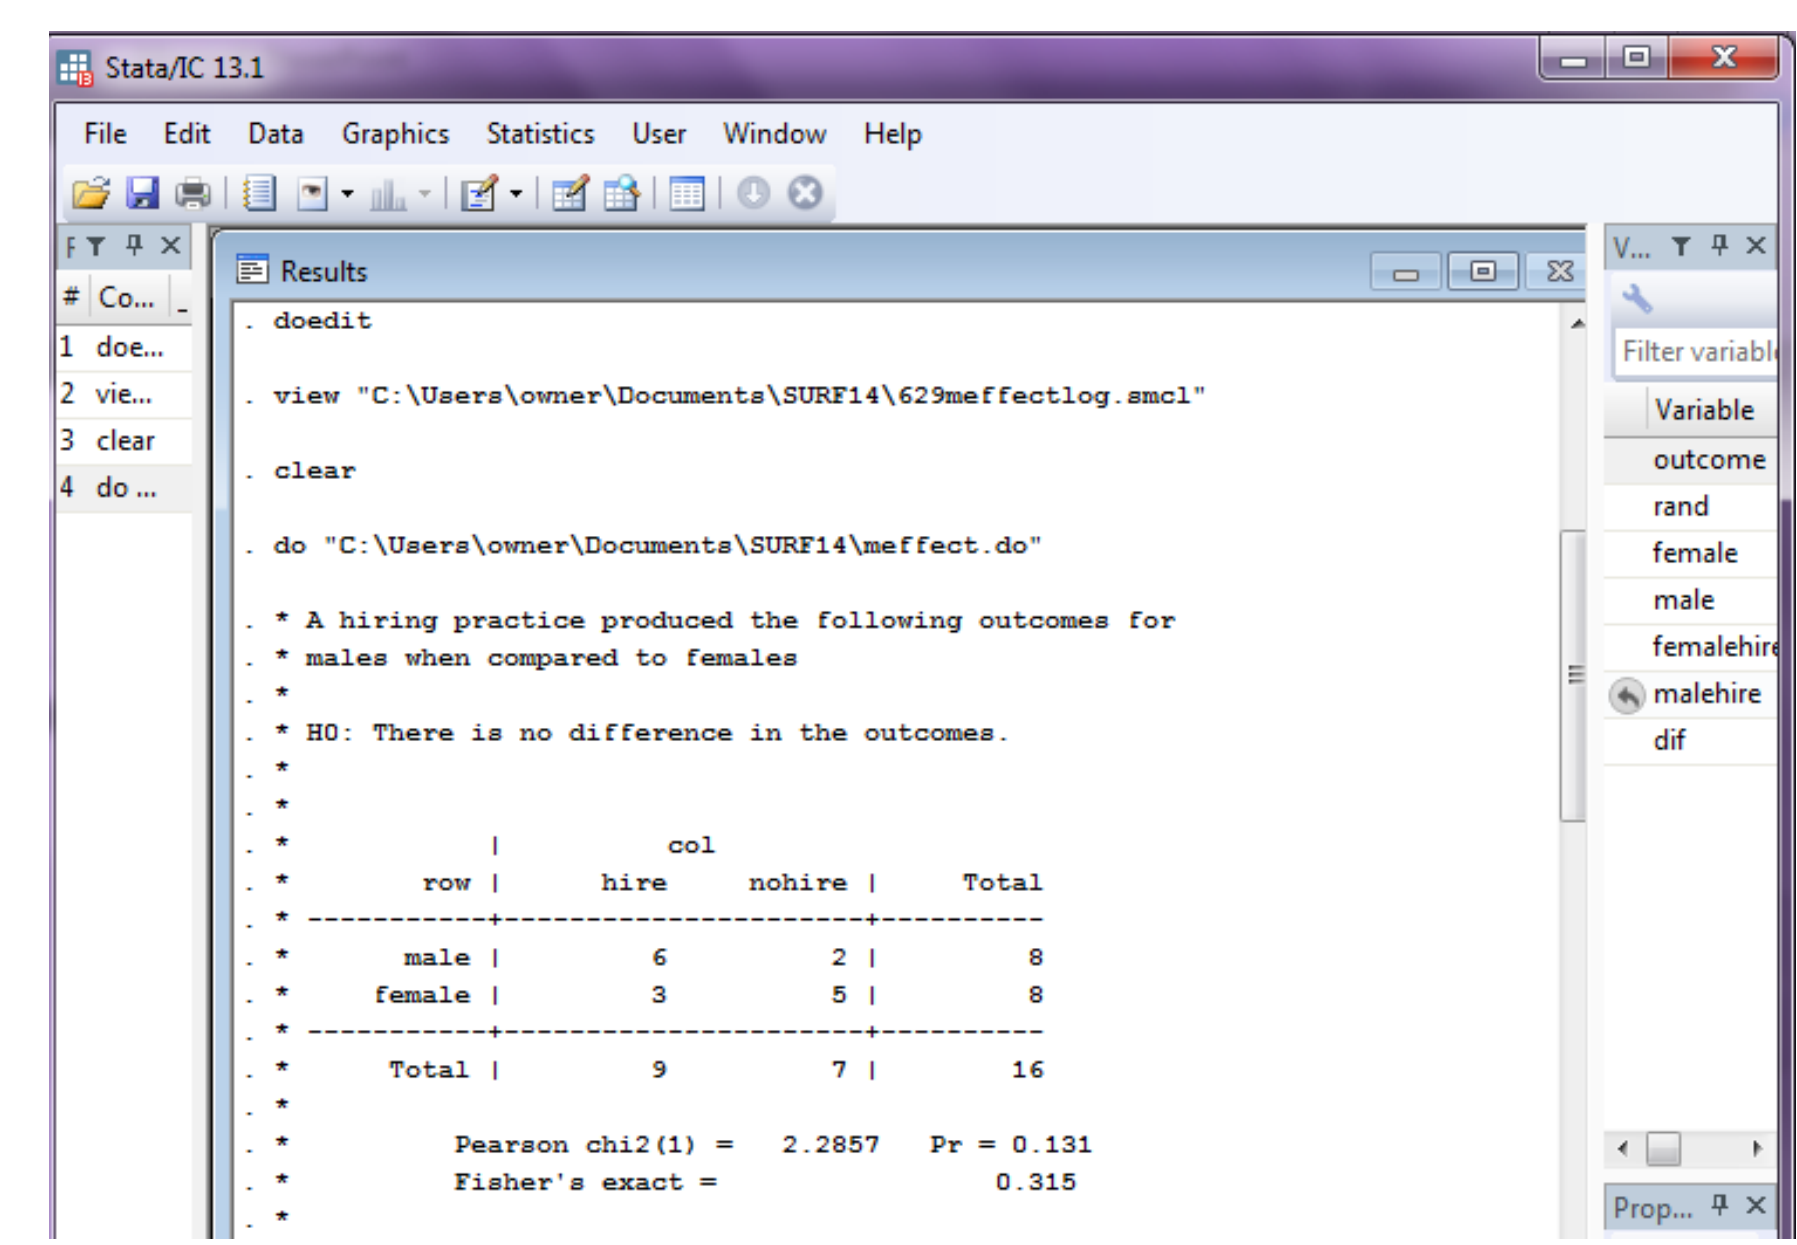 Stata/IC 13.1
File Edit Data Graphics Statistics User Window Help
# Co...
1 doe...
2 vie...
3 clear
4 do ...
Results
. doedit
. view "C:\Users\owner\Documents\SURF14\629meffectlog.smcl"
. clear
. do "C:\Users\owner\Documents\SURF14\meffect.do"
. * A hiring practice produced the following outcomes for
. * males when compared to females
. *
. * H0: There is no difference in the outcomes.
. *
. *
. *            |         col
. *        row |      hire     nohire |     Total
. * -----------+----------------------+----------
. *       male |         6          2 |         8
. *     female |         3          5 |         8
. * -----------+----------------------+----------
. *      Total |         9          7 |        16
. *
. *          Pearson chi2(1) =   2.2857   Pr = 0.131
. *          Fisher's exact =                 0.315
. *
V...
Filter variable
Variable
outcome
rand
female
male
femalehire
malehire
dif
Prop...